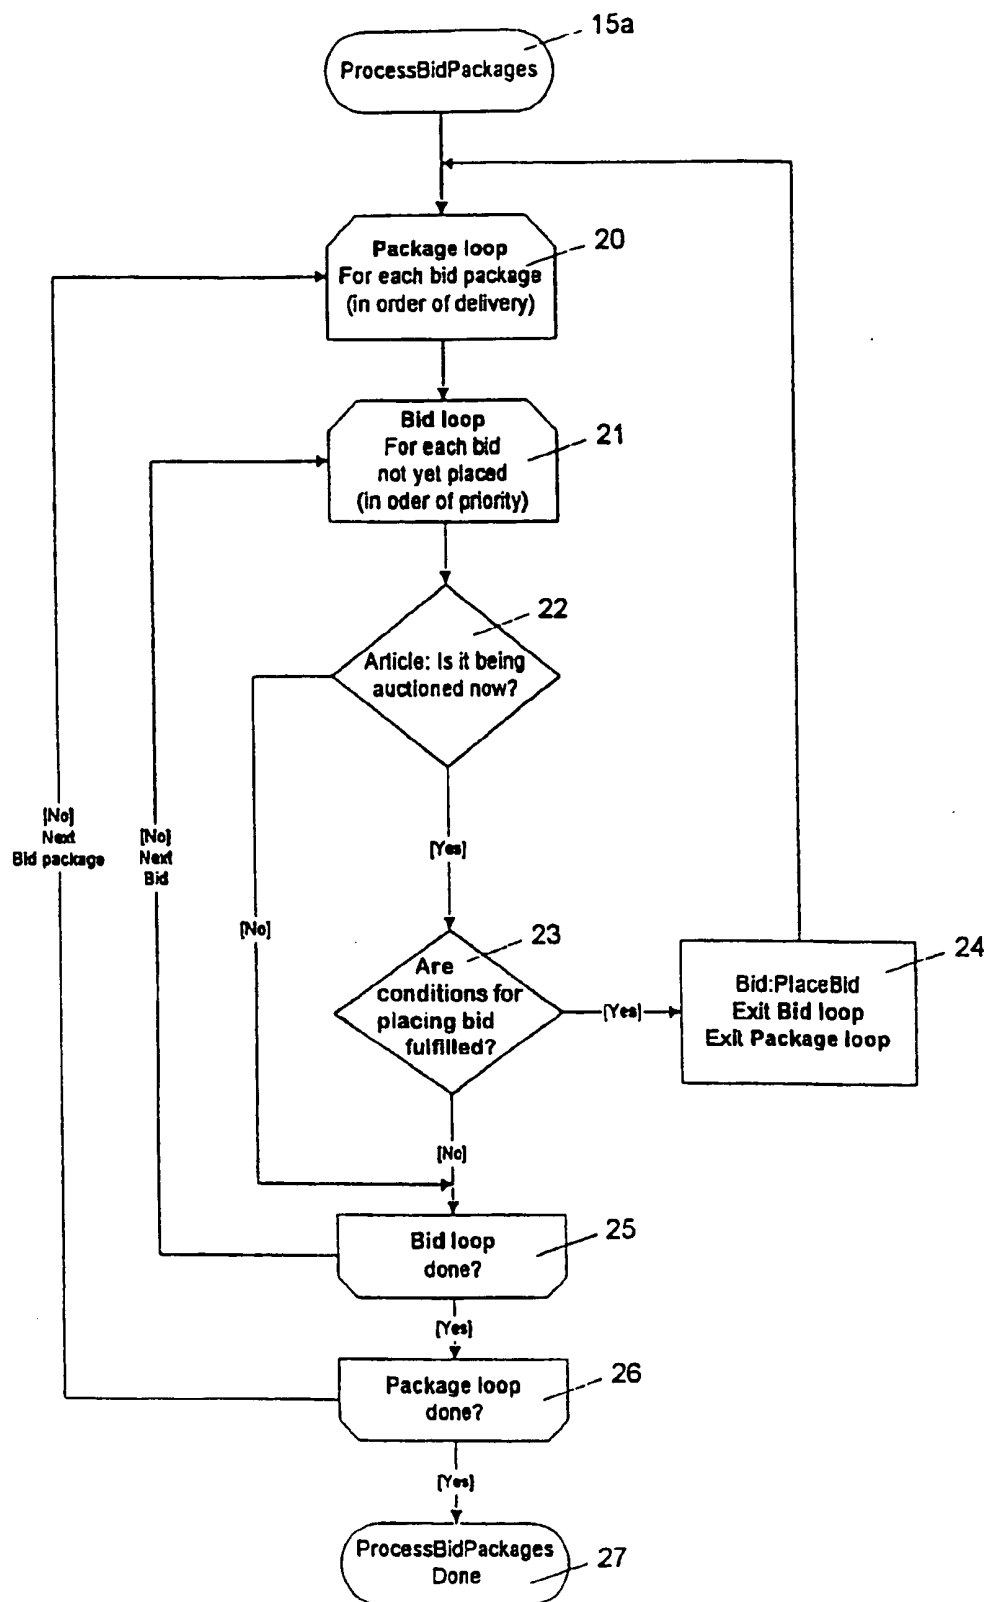 15a
ProcessBidPackages
20
Package loop
For each bid package
(in order of delivery)
21
Bid loop
For each bid
not yet placed
(in oder of priority)
22
Article: Is it being
auctioned now?
[No]
Next
Bid package
[No]
Next
Bid
[Yes]
[No]
23
Are
conditions for
placing bid
fulfilled?
[Yes]
24
Bid:PlaceBid
Exit Bid loop
Exit Package loop
[No]
25
Bid loop
done?
[Yes]
26
Package loop
done?
[Yes]
ProcessBidPackages
Done
27